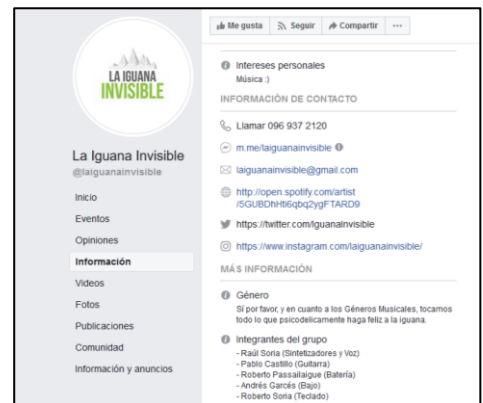 Me gusta Seguir Compartir ...
LA IGUANA
INVISIBLE
La Iguana Invisible
@laiguanainvisible
Inicio
Eventos
Opiniones
Información
Videos
Fotos
Publicaciones
Comunidad
Información y anuncios
Intereses personales
Música :)
INFORMACIÓN DE CONTACTO
Llamar 096 937 2120
m.me/laiguanainvisible
laiguanainvisible@gmail.com
http://open.spotify.com/artist
/5GUBDhHti6qbq2ygFTARD9
https://twitter.com/IguanaInvisible
https://www.instagram.com/laiguanainvisible/
MÁS INFORMACIÓN
Género
Sí por favor, y en cuanto a los Géneros Musicales, tocamos
todo lo que psicodelicamente haga feliz a la iguana.
Integrantes del grupo
- Raúl Soria (Sintetizadores y Voz)
- Pablo Castillo (Guitarra)
- Roberto Passailaigue (Batería)
- Andrés Garcés (Bajo)
- Roberto Soria (Teclado)